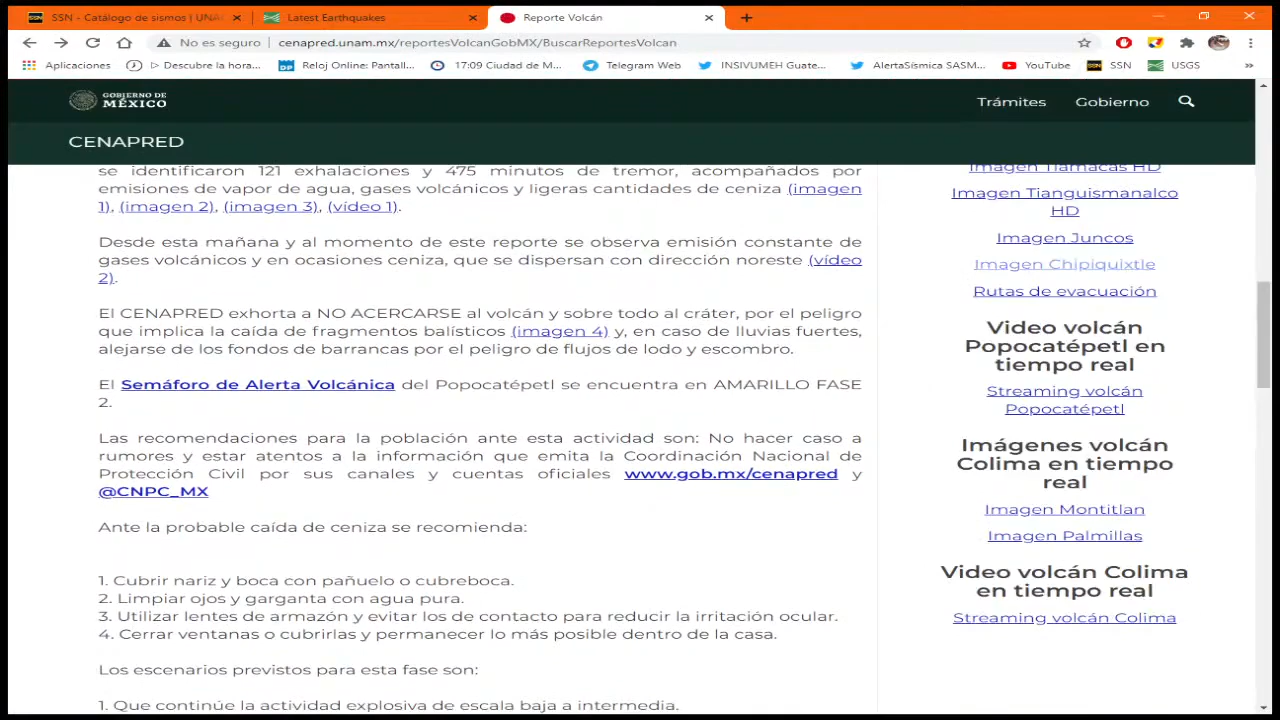 SSN - Catálogo de sismos | UNA
Latest Earthquakes
Reporte Volcán
No es seguro
cenapred.unam.mx/reportesVolcanGobMX/BuscarReportesVolcan
Aplicaciones
▷ Descubre la hora...
Reloj Online: Pantall...
17:09 Ciudad de M...
Telegram Web
INSIVUMEH Guate...
AlertaSísmica SASM...
YouTube
SSN
USGS
»
GOBIERNO DE
MÉXICO
Trámites
Gobierno
CENAPRED
se identificaron 121 exhalaciones y 475 minutos de tremor, acompañados por
emisiones de vapor de agua, gases volcánicos y ligeras cantidades de ceniza (imagen
1), (imagen 2), (imagen 3), (vídeo 1).
Desde esta mañana y al momento de este reporte se observa emisión constante de
gases volcánicos y en ocasiones ceniza, que se dispersan con dirección noreste (vídeo
2).
El CENAPRED exhorta a NO ACERCARSE al volcán y sobre todo al cráter, por el peligro
que implica la caída de fragmentos balísticos (imagen 4) y, en caso de lluvias fuertes,
alejarse de los fondos de barrancas por el peligro de flujos de lodo y escombro.
El Semáforo de Alerta Volcánica del Popocatépetl se encuentra en AMARILLO FASE
2.
Las recomendaciones para la población ante esta actividad son: No hacer caso a
rumores y estar atentos a la información que emita la Coordinación Nacional de
Protección Civil por sus canales y cuentas oficiales www.gob.mx/cenapred y
@CNPC_MX
Ante la probable caída de ceniza se recomienda:
1. Cubrir nariz y boca con pañuelo o cubreboca.
2. Limpiar ojos y garganta con agua pura.
3. Utilizar lentes de armazón y evitar los de contacto para reducir la irritación ocular.
4. Cerrar ventanas o cubrirlas y permanecer lo más posible dentro de la casa.
Los escenarios previstos para esta fase son:
1. Que continúe la actividad explosiva de escala baja a intermedia.
Imagen Tlamacas HD
Imagen Tianguismanalco
HD
Imagen Juncos
Imagen Chipiquixtle
Rutas de evacuación
Video volcán
Popocatépetl en
tiempo real
Streaming volcán
Popocatépetl
Imágenes volcán
Colima en tiempo
real
Imagen Montitlan
Imagen Palmillas
Video volcán Colima
en tiempo real
Streaming volcán Colima